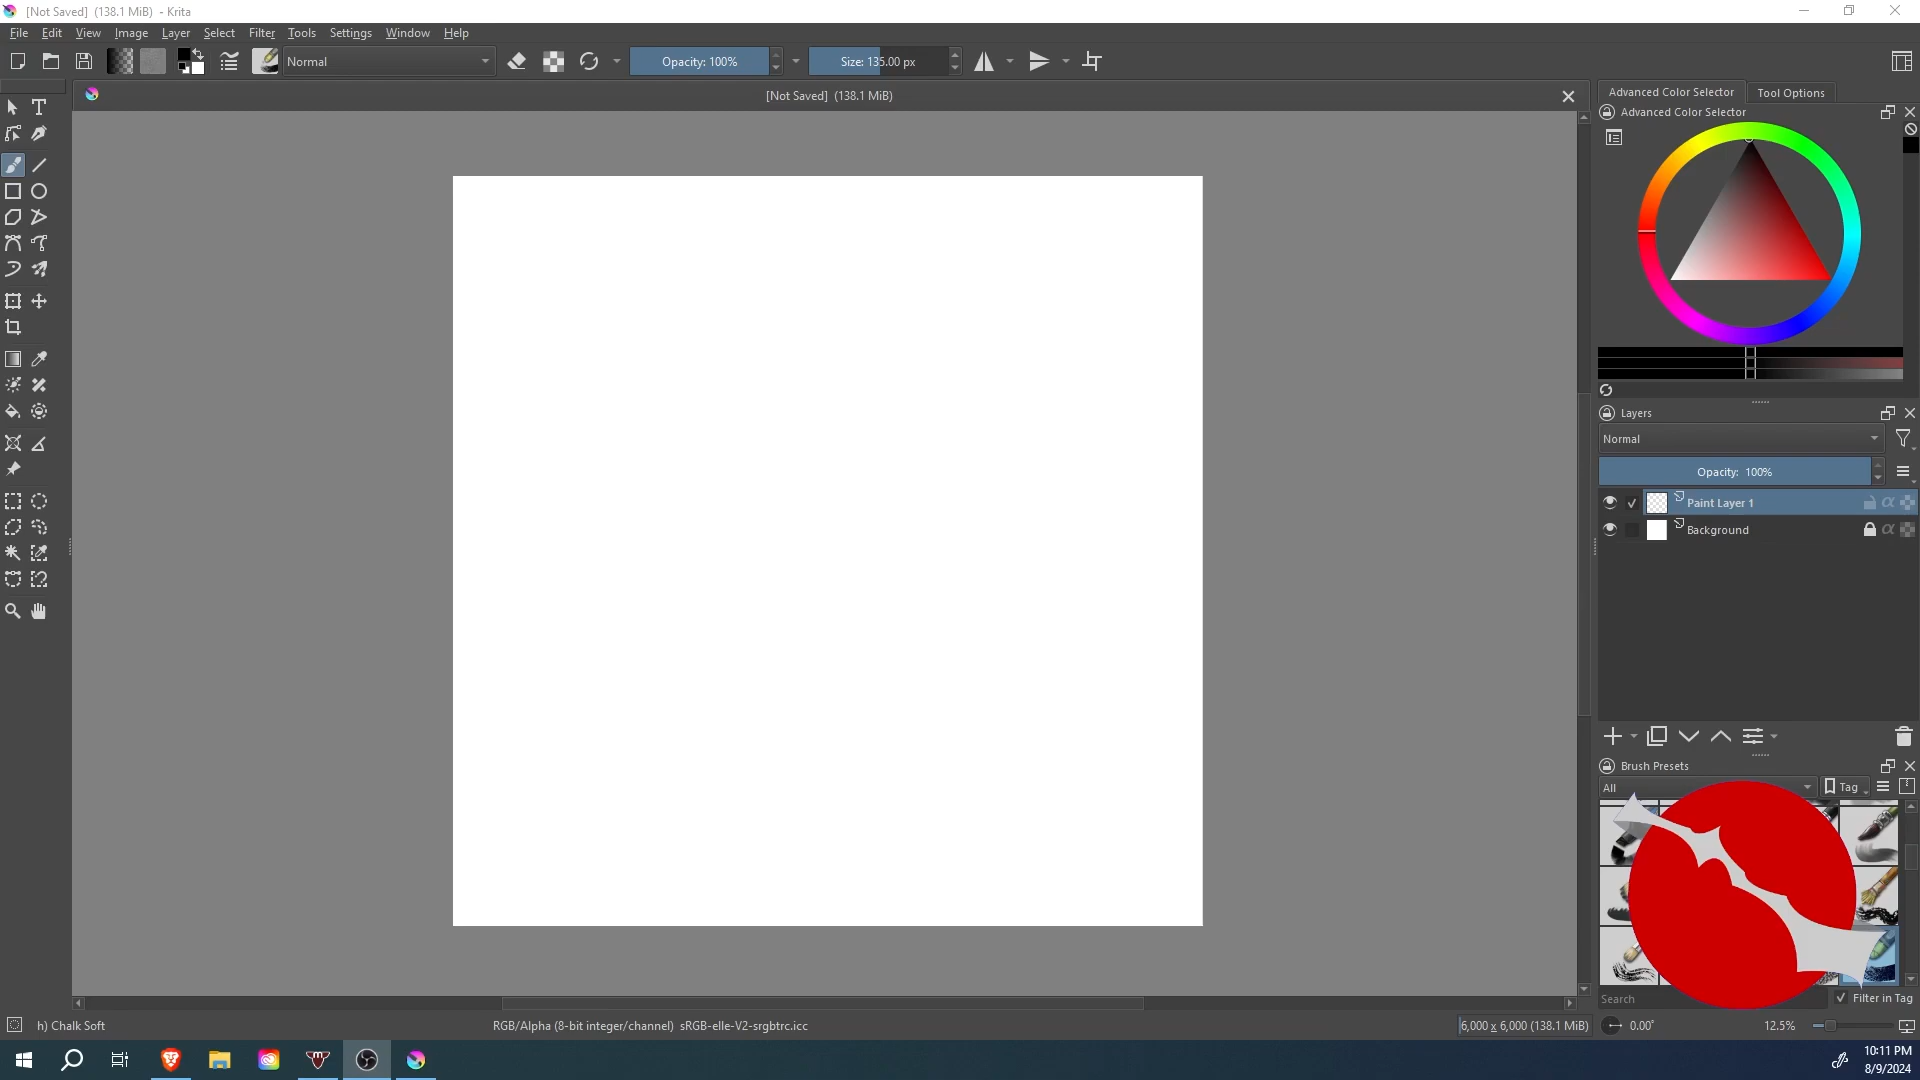 [Not Saved]  (138.1 MiB)  - Krita
File Edit View Image Layer Select Filter Tools Settings Window Help
Normal
Opacity: 100%
Size: 135.00 px
[Not Saved]  (138.1 MiB)
Advanced Color Selector
Tool Options
Advanced Color Selector
Layers
Normal
Opacity:  100%
Paint Layer 1
Background
Brush Presets
All
Tag
Search
Filter in Tag
h) Chalk Soft
RGB/Alpha (8-bit integer/channel)  sRGB-elle-V2-srgbtrc.icc
6,000 x 6,000 (138.1 MiB)
0.00°
12.5%
10:11 PM
8/9/2024